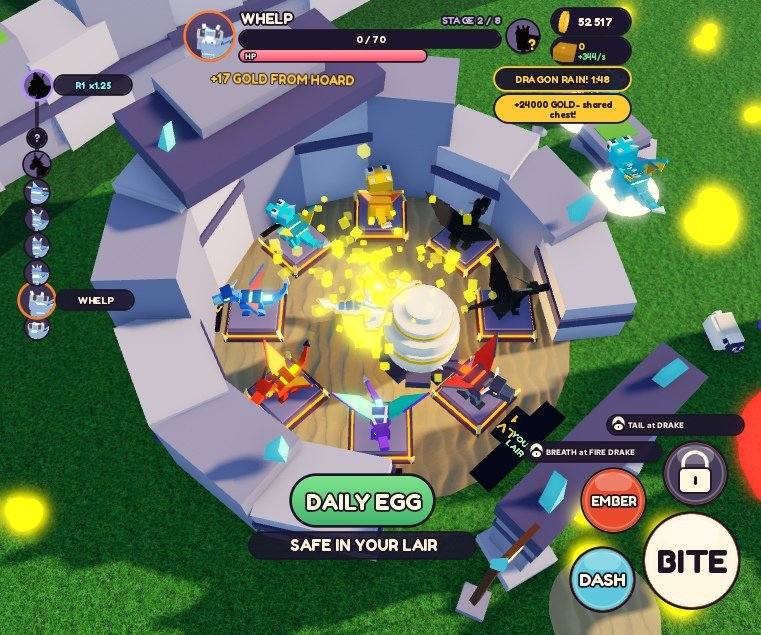 WHELP
STAGE 2 / 8
0 / 70
HP
52 517
0
+344/s
?
DRAGON RAIN! 1:48
+24000 GOLD - shared
chest!
+17 GOLD FROM HOARD
R1 x1.25
?
WHELP
YOU
LAIR
TAIL at DRAKE
BREATH at FIRE DRAKE
EMBER
DAILY EGG
SAFE IN YOUR LAIR
DASH
BITE